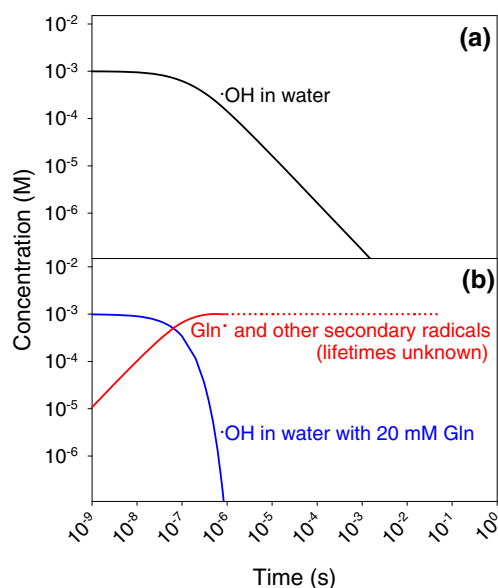 10⁻²
(a)
10⁻³
·OH in water
10⁻⁴
10⁻⁵
10⁻⁶
Concentration (M)
10⁻²
(b)
10⁻³
Gln· and other secondary radicals
(lifetimes unknown)
10⁻⁴
10⁻⁵
·OH in water with 20 mM Gln
10⁻⁶
10⁻⁹ 10⁻⁸ 10⁻⁷ 10⁻⁶ 10⁻⁵ 10⁻⁴ 10⁻³ 10⁻² 10⁻¹ 10⁰
Time (s)